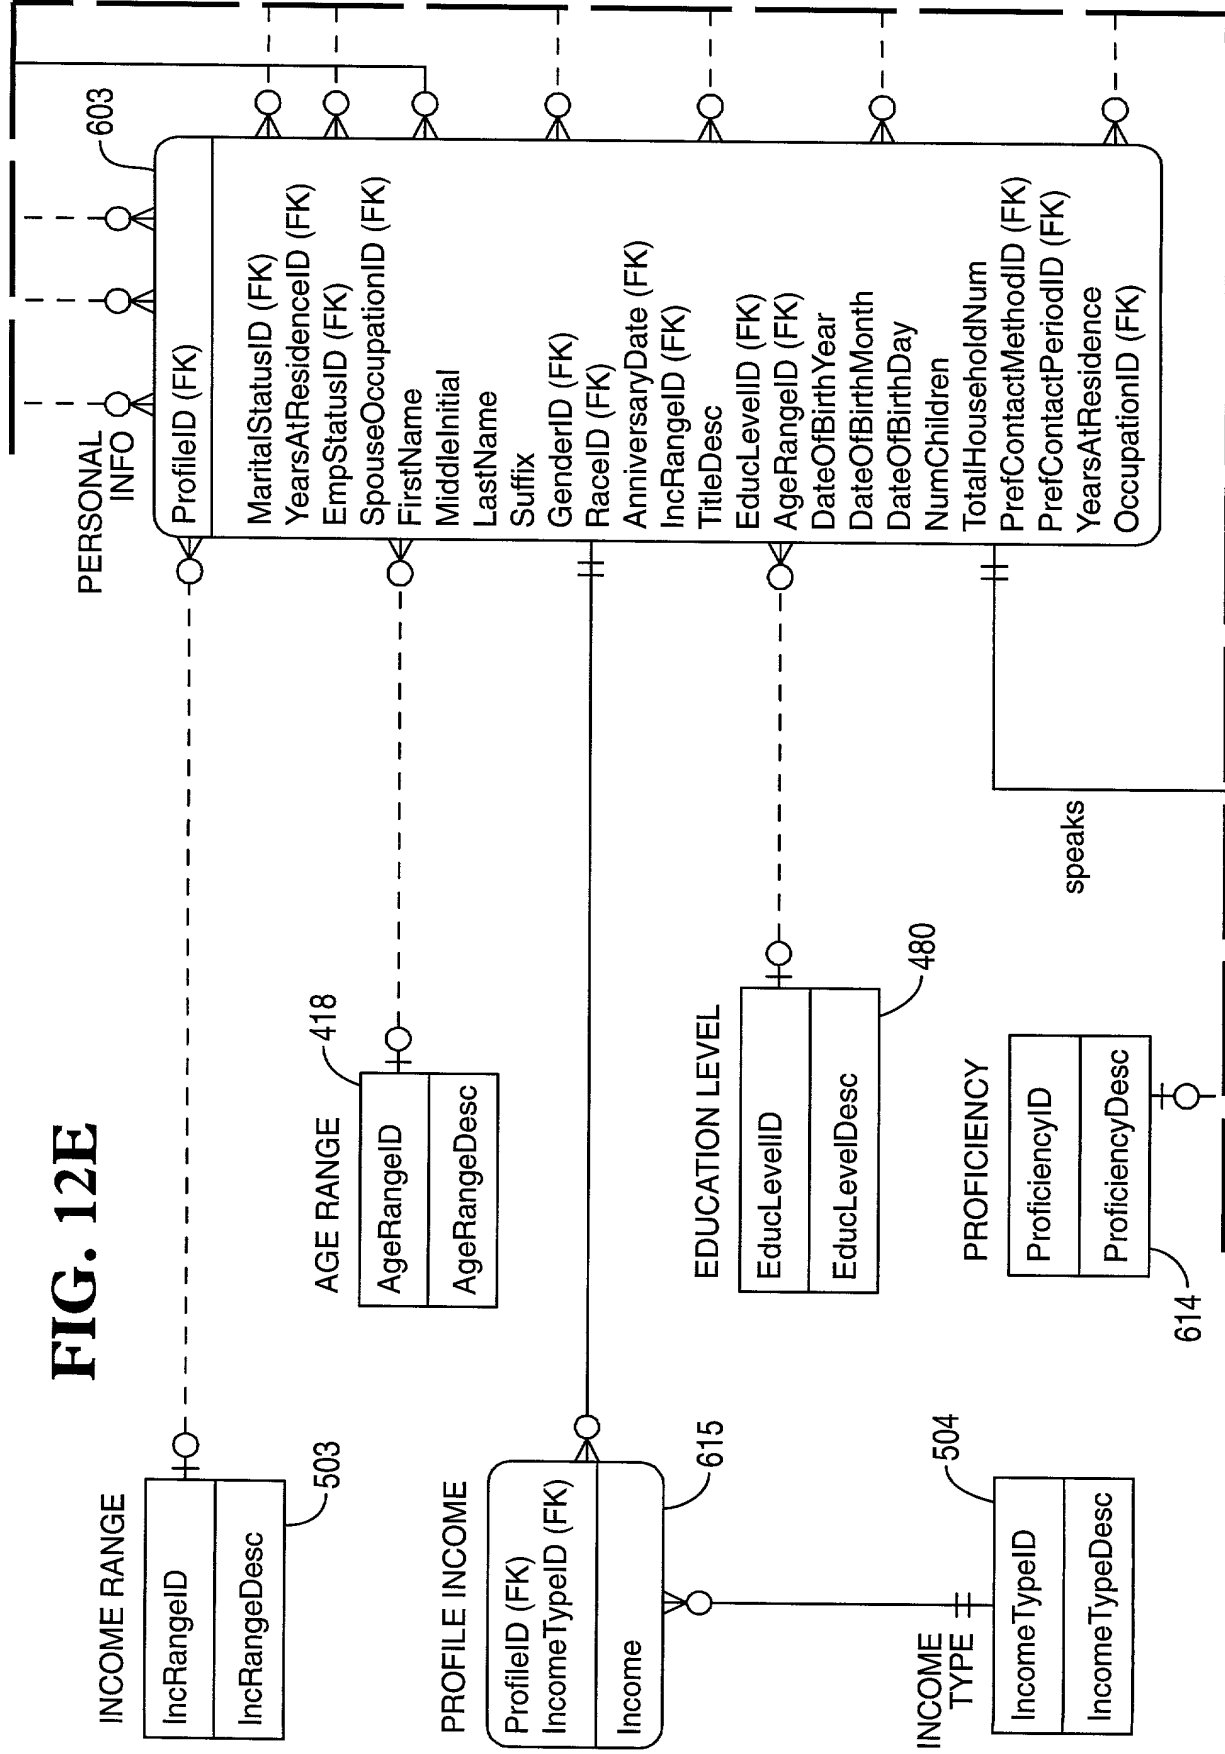 FIG. 12E
INCOME RANGE
IncRangeID
IncRangeDesc
503
AGE RANGE
418
AgeRangeID
AgeRangeDesc
PROFILE INCOME
ProfileID (FK)
IncomeTypeID (FK)
Income
615
EDUCATION LEVEL
EducLevelID
EducLevelDesc
480
INCOME
TYPE
504
IncomeTypeID
IncomeTypeDesc
PROFICIENCY
ProficiencyID
ProficiencyDesc
614
speaks
PERSONAL
INFO
603
ProfileID (FK)
MaritalStatusID (FK)
YearsAtResidenceID (FK)
EmpStatusID (FK)
SpouseOccupationID (FK)
FirstName
MiddleInitial
LastName
Suffix
GenderID (FK)
RaceID (FK)
AnniversaryDate (FK)
IncRangeID (FK)
TitleDesc
EducLevelID (FK)
AgeRangeID (FK)
DateOfBirthYear
DateOfBirthMonth
DateOfBirthDay
NumChildren
TotalHouseholdNum
PrefContactMethodID (FK)
PrefContactPeriodID (FK)
YearsAtResidence
OccupationID (FK)